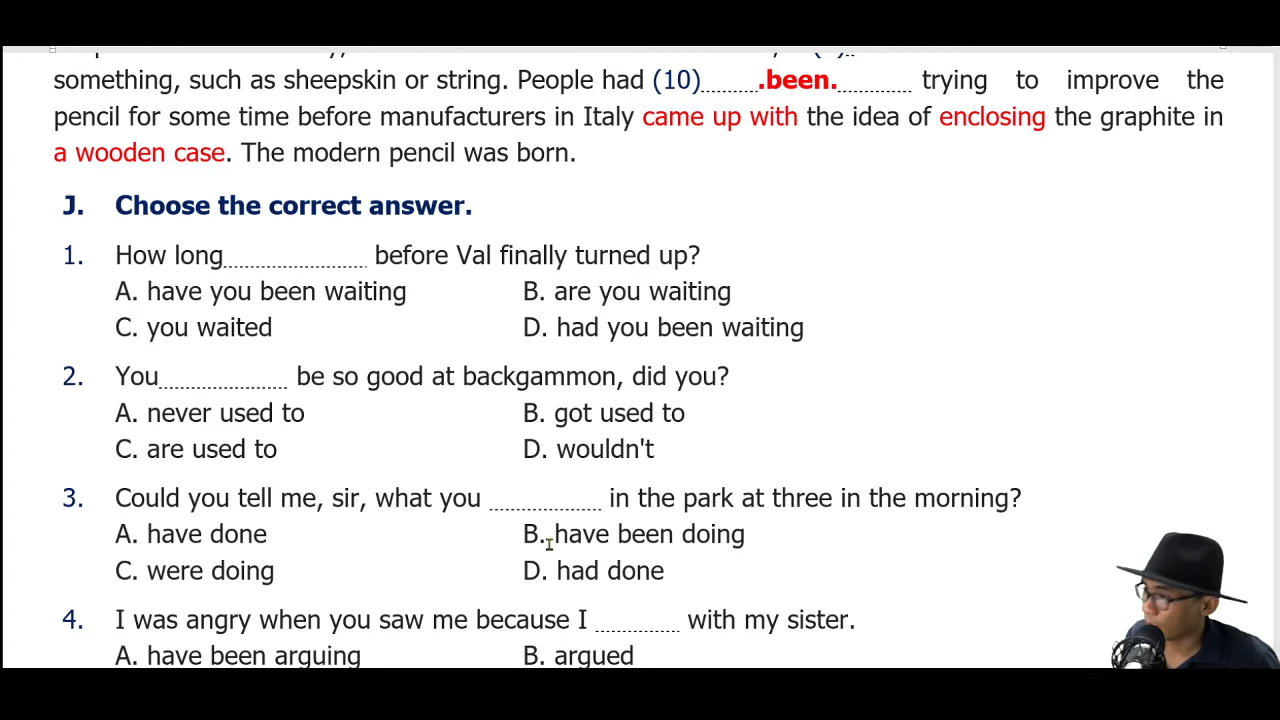 something, such as sheepskin or string. People had (10) .been. trying to improve the
pencil for some time before manufacturers in Italy came up with the idea of enclosing the graphite in
a wooden case. The modern pencil was born.
J. Choose the correct answer.
1. How long before Val finally turned up?
A. have you been waiting B. are you waiting
C. you waited D. had you been waiting
2. You be so good at backgammon, did you?
A. never used to B. got used to
C. are used to D. wouldn't
3. Could you tell me, sir, what you in the park at three in the morning?
A. have done B. have been doing
C. were doing D. had done
4. I was angry when you saw me because I with my sister.
A. have been arguing B. argued